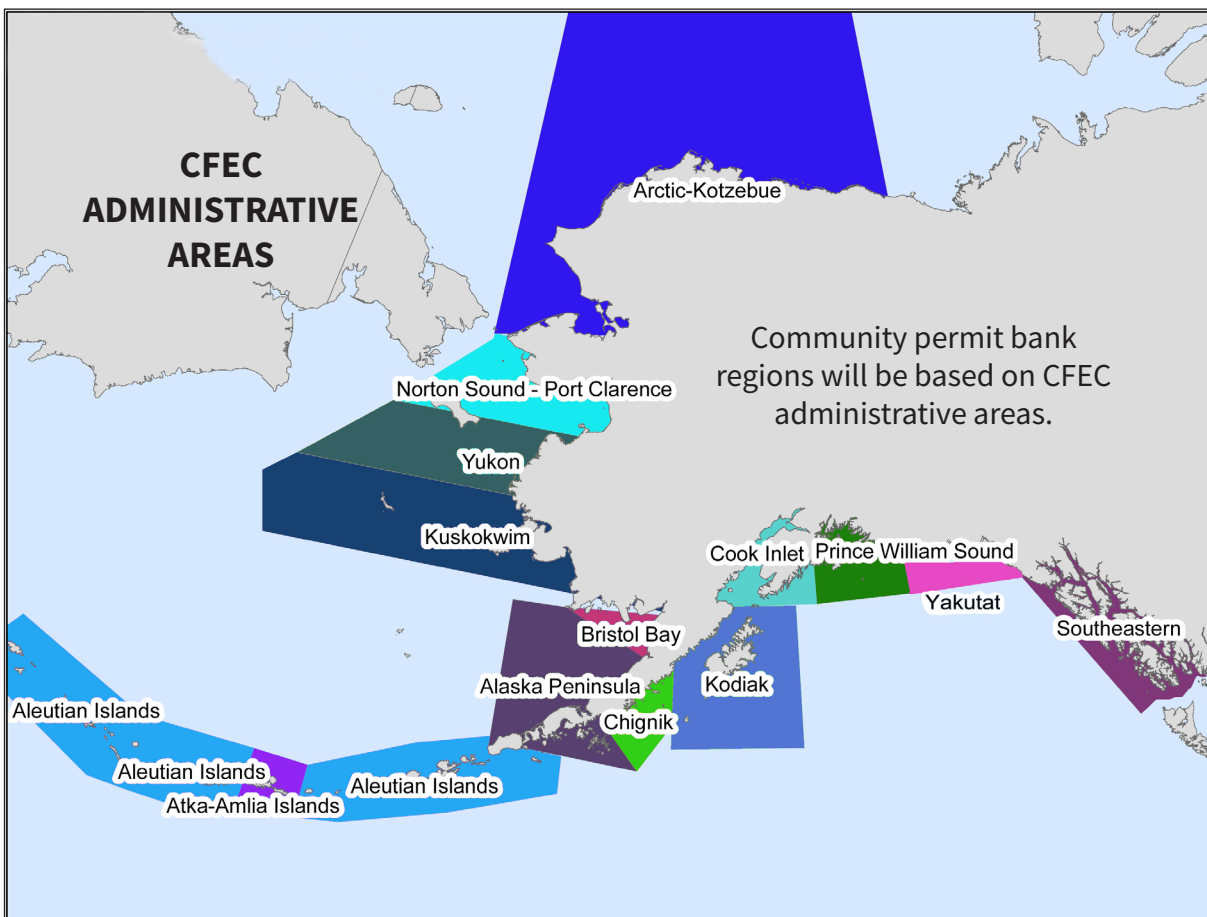 CFEC
ADMINISTRATIVE
AREAS
Arctic-Kotzebue
Community permit bank
regions will be based on CFEC
administrative areas.
Norton Sound - Port Clarence
Yukon
Kuskokwim
Cook Inlet
Prince William Sound
Yakutat
Southeastern
Bristol Bay
Alaska Peninsula
Kodiak
Chignik
Aleutian Islands
Aleutian Islands
Aleutian Islands
Atka-Amlia Islands